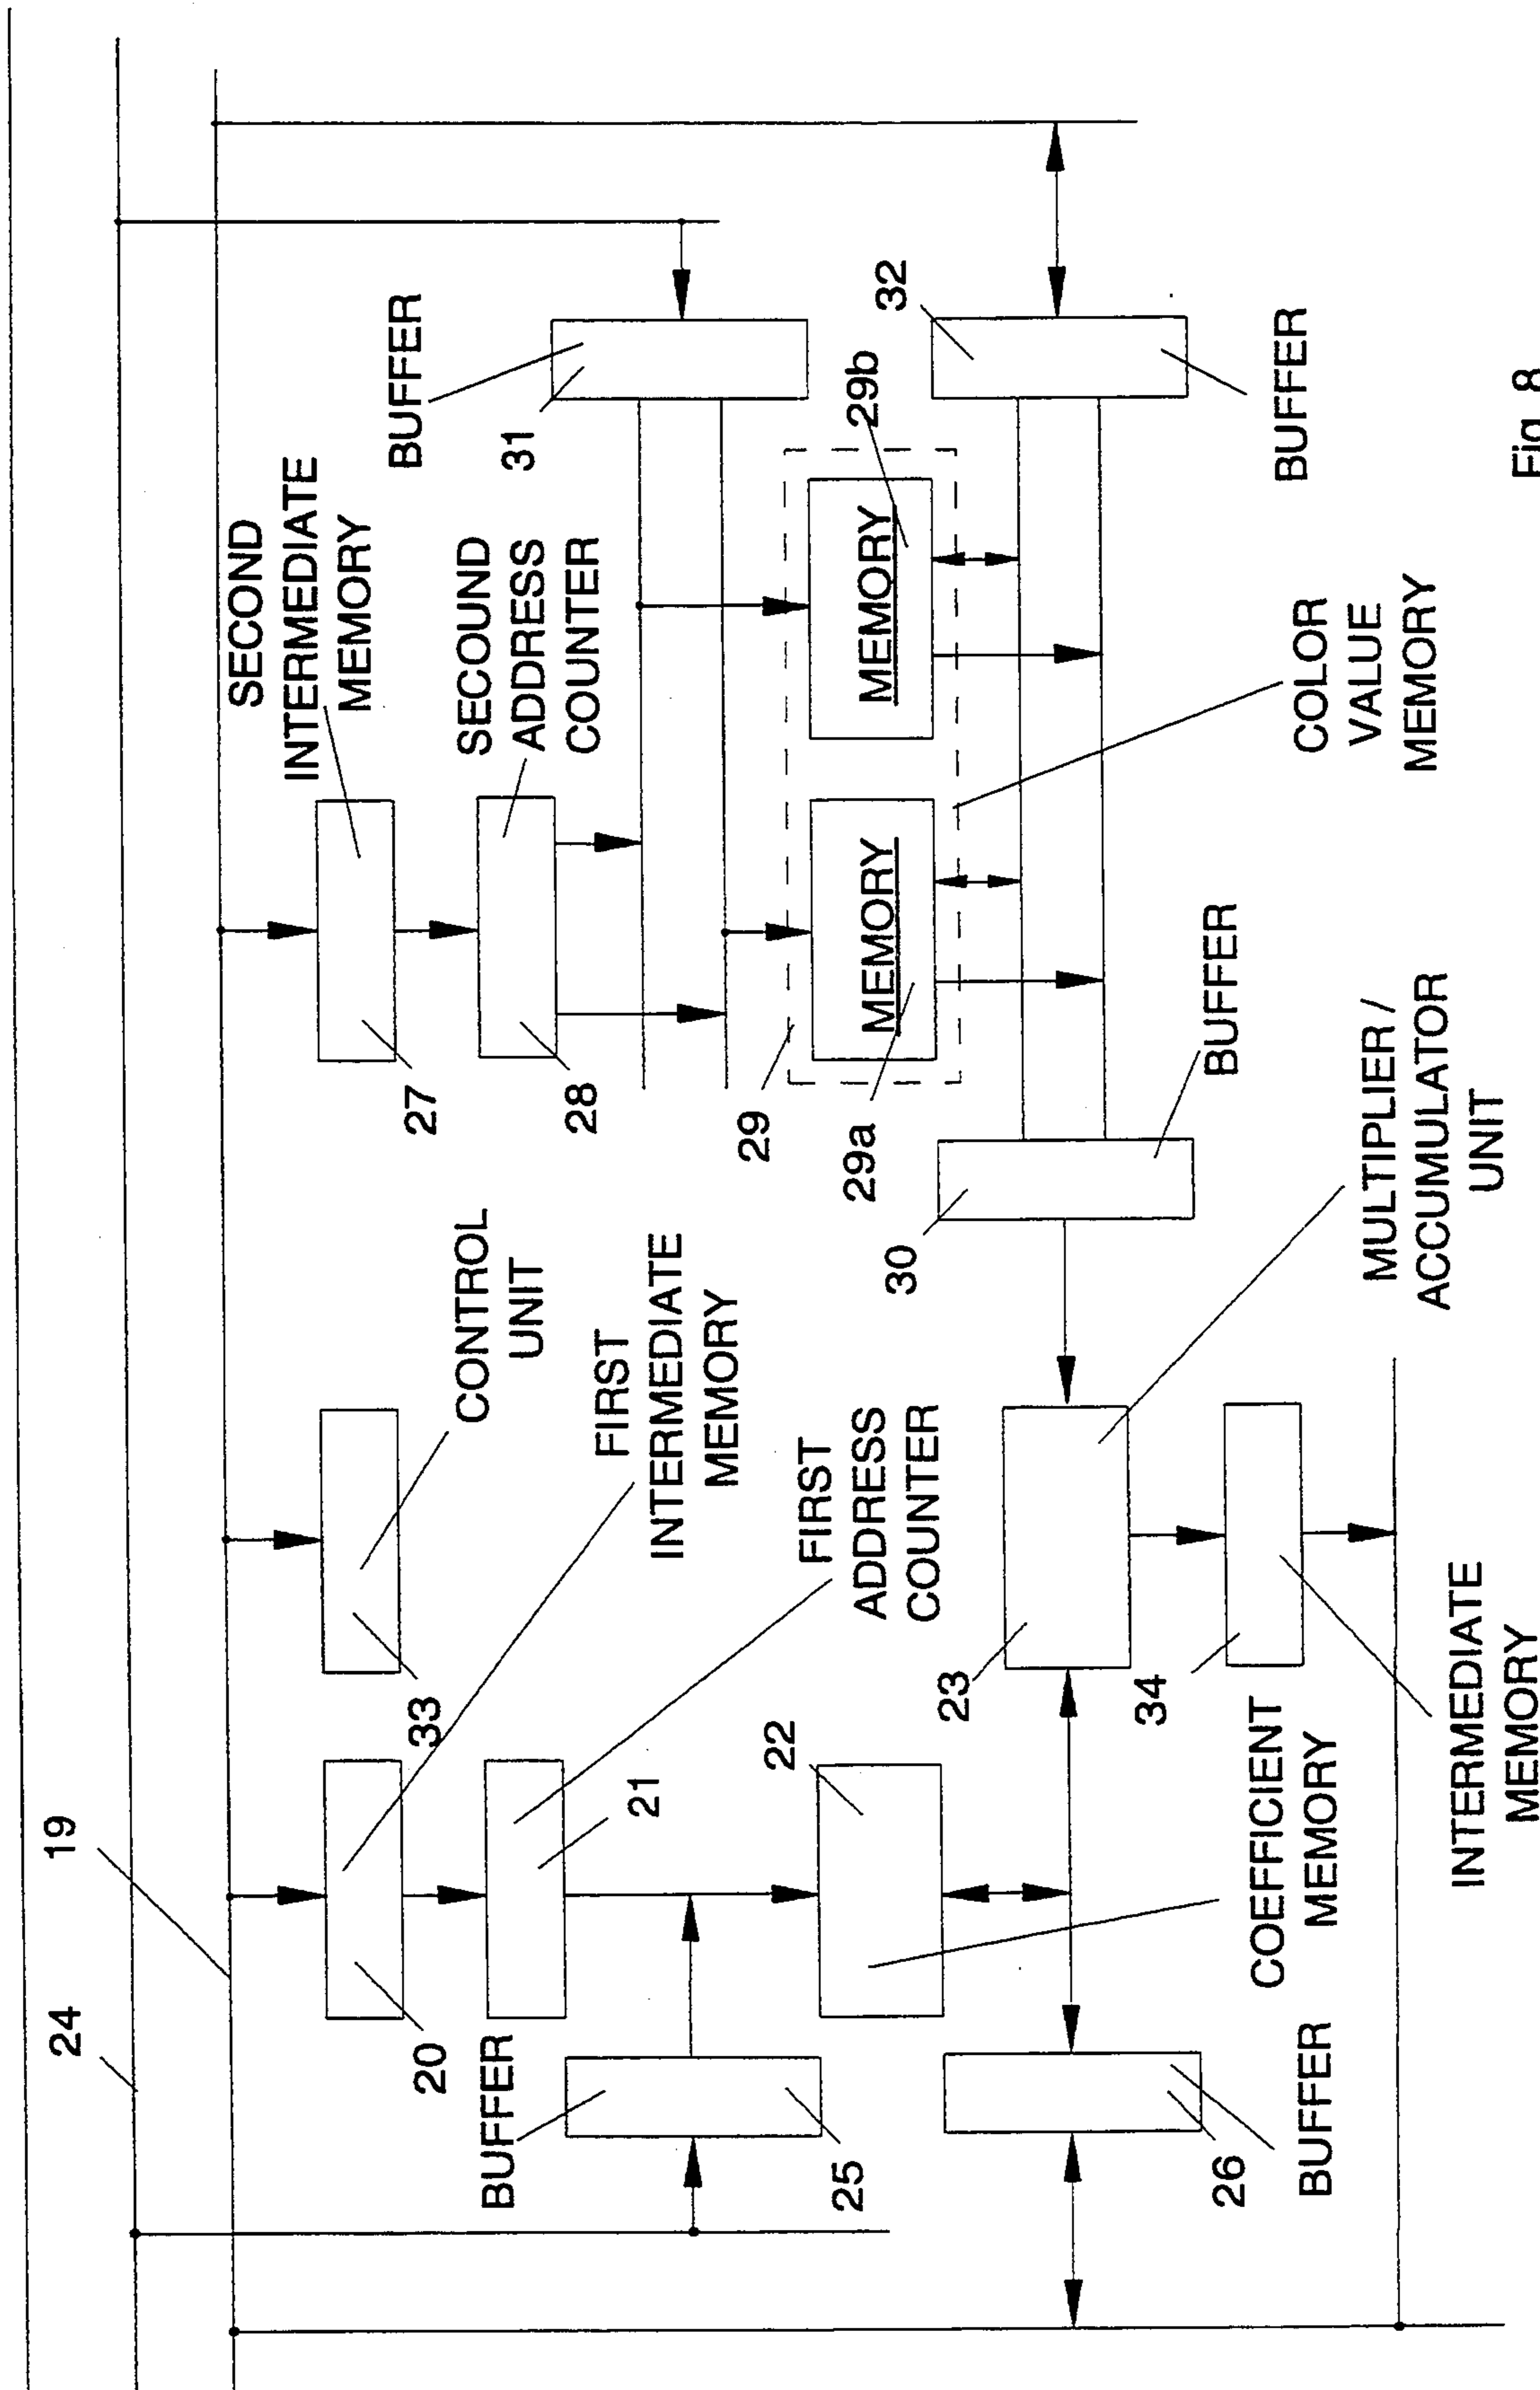 24
19
SECOND
INTERMEDIATE
MEMORY
27
SECOUND
ADDRESS
COUNTER
28
BUFFER
31
CONTROL
UNIT
33
FIRST
INTERMEDIATE
MEMORY
20
FIRST
ADDRESS
COUNTER
21
BUFFER
25
22
COEFFICIENT
MEMORY
BUFFER
26
23
MULTIPLIER /
ACCUMULATOR
UNIT
34
INTERMEDIATE
MEMORY
29
29a
MEMORY
29b
MEMORY
COLOR
VALUE
MEMORY
30
BUFFER
32
BUFFER
Fig. 8